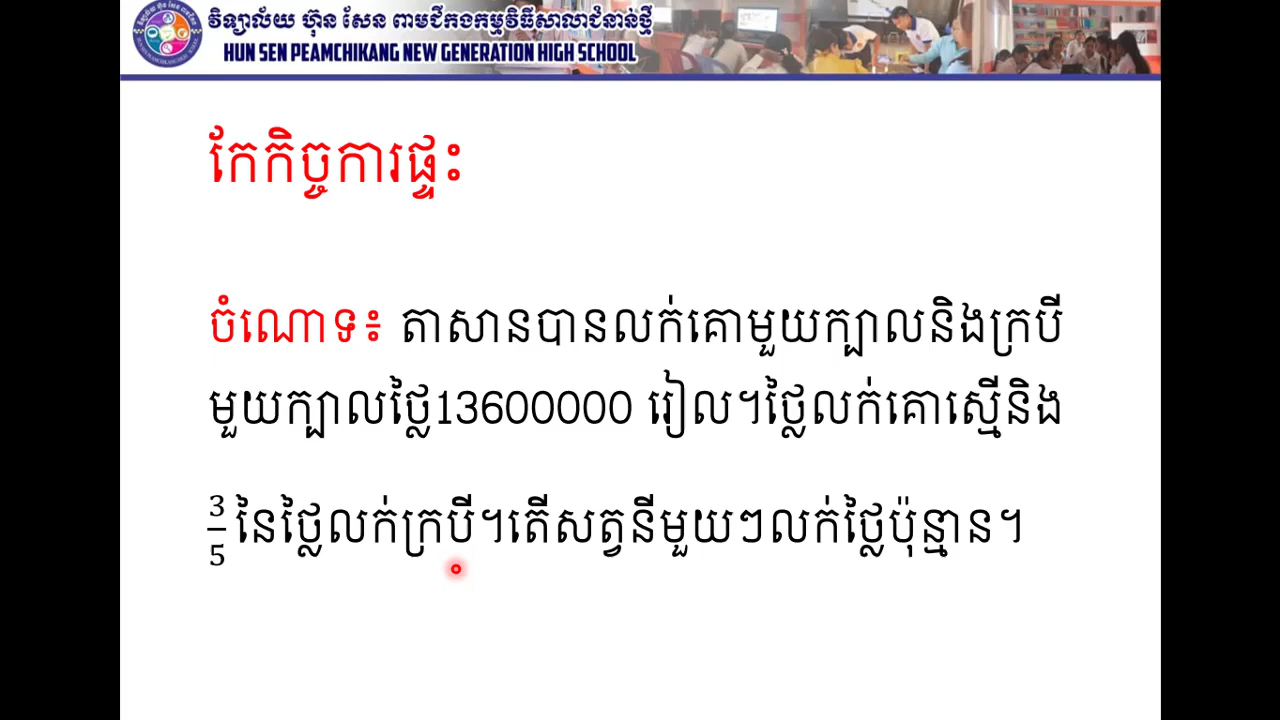 វិទ្យាល័យ ហ៊ុន សែន ពាមជីកងកម្មវិធីសាលាជំនាន់ថ្មី
HUN SEN PEAMCHIKANG NEW GENERATION HIGH SCHOOL
កែកិច្ចការផ្ទះ
ចំណោទ៖ តាសានបានលក់គោមួយក្បាលនិងក្របី
មួយក្បាលថ្លៃ13600000 រៀល។ថ្លៃលក់គោស្មើនិង
3/5 នៃថ្លៃលក់ក្របី។តើសត្វនីមួយៗលក់ថ្លៃប៉ុន្មាន។